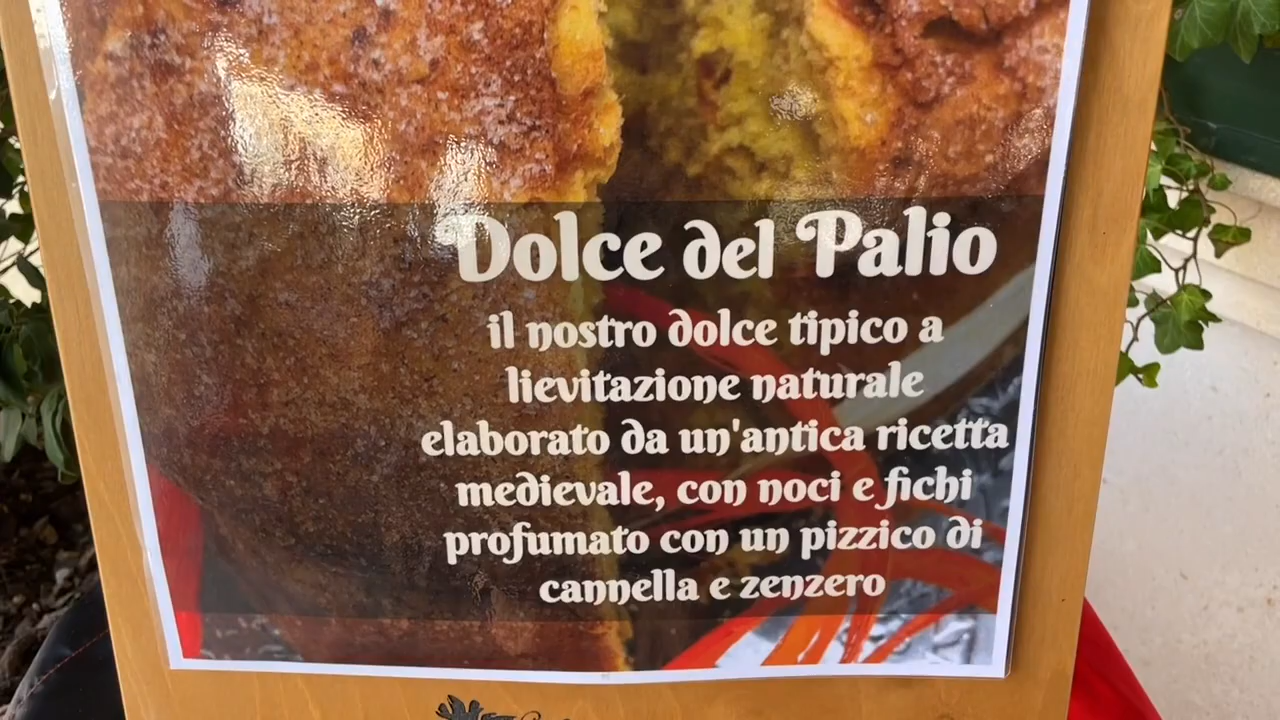 Dolce del Palio
il nostro dolce tipico a
lievitazione naturale
elaborato da un'antica ricetta
medievale, con noci e fichi
profumato con un pizzico di
cannella e zenzero